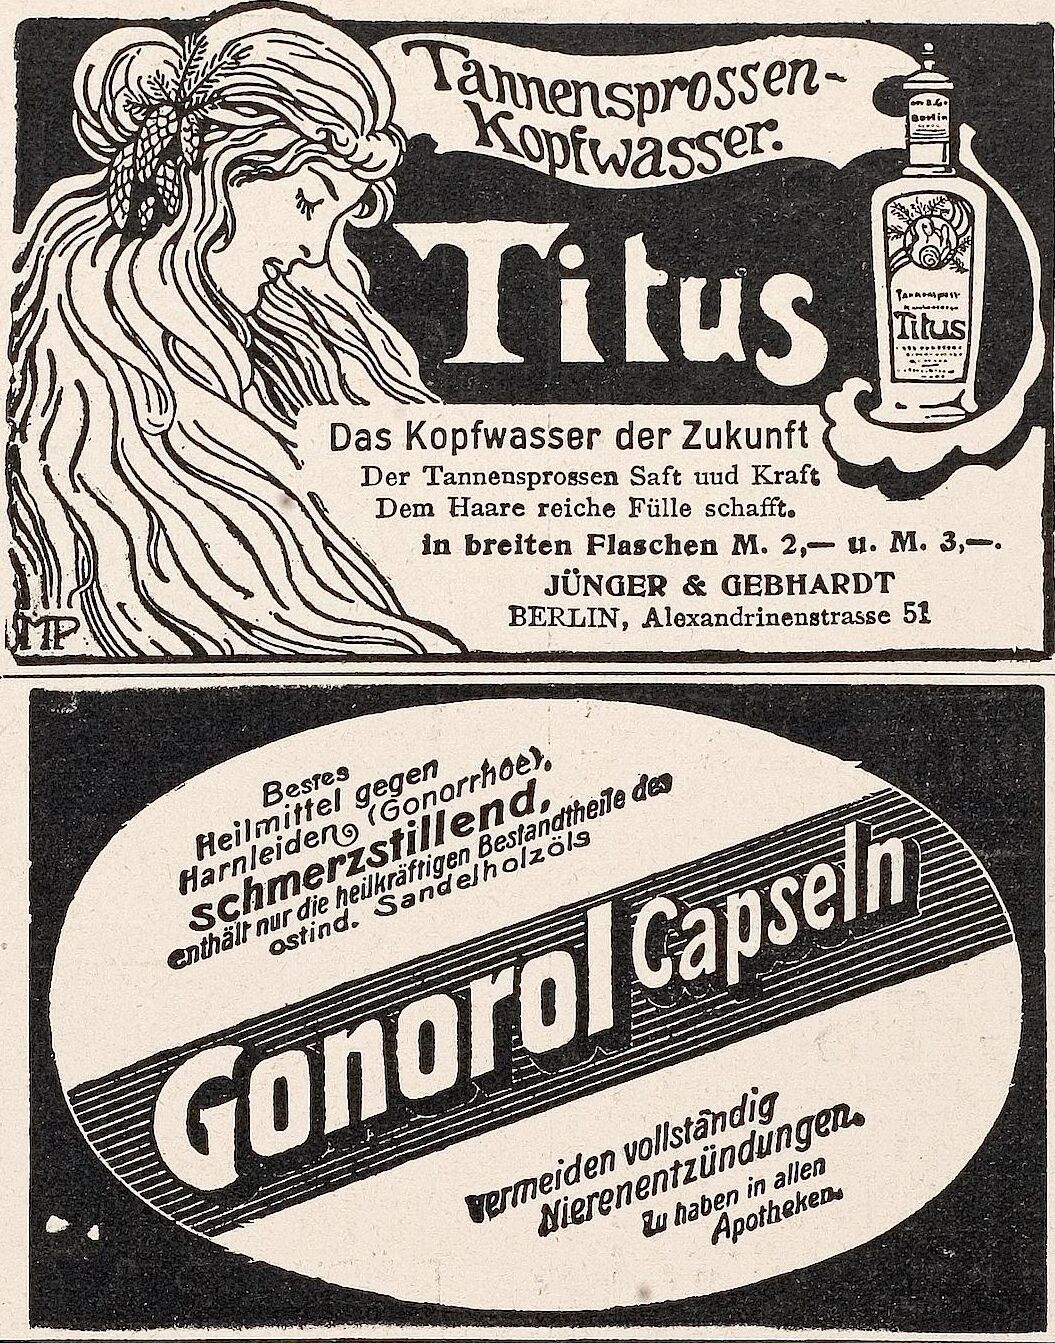 Tannensprossen-
Kopfwasser.
Titus
Berlin
Titus
Das Kopfwasser der Zukunft
Der Tannensprossen Saft uud Kraft
Dem Haare reiche Fülle schafft.
in breiten Flaschen M. 2,— u. M. 3,—.
JÜNGER & GEBHARDT
BERLIN, Alexandrinenstrasse 51
MP
Bestes
Heilmittel gegen
Harnleiden (Gonorrhoe),
schmerzstillend,
enthält nur die heilkräftigen Bestandtheile des
ostind. Sandelholzöls
Gonorol Capseln
vermeiden vollständig
Nierenentzündungen.
Zu haben in allen
Apotheken.